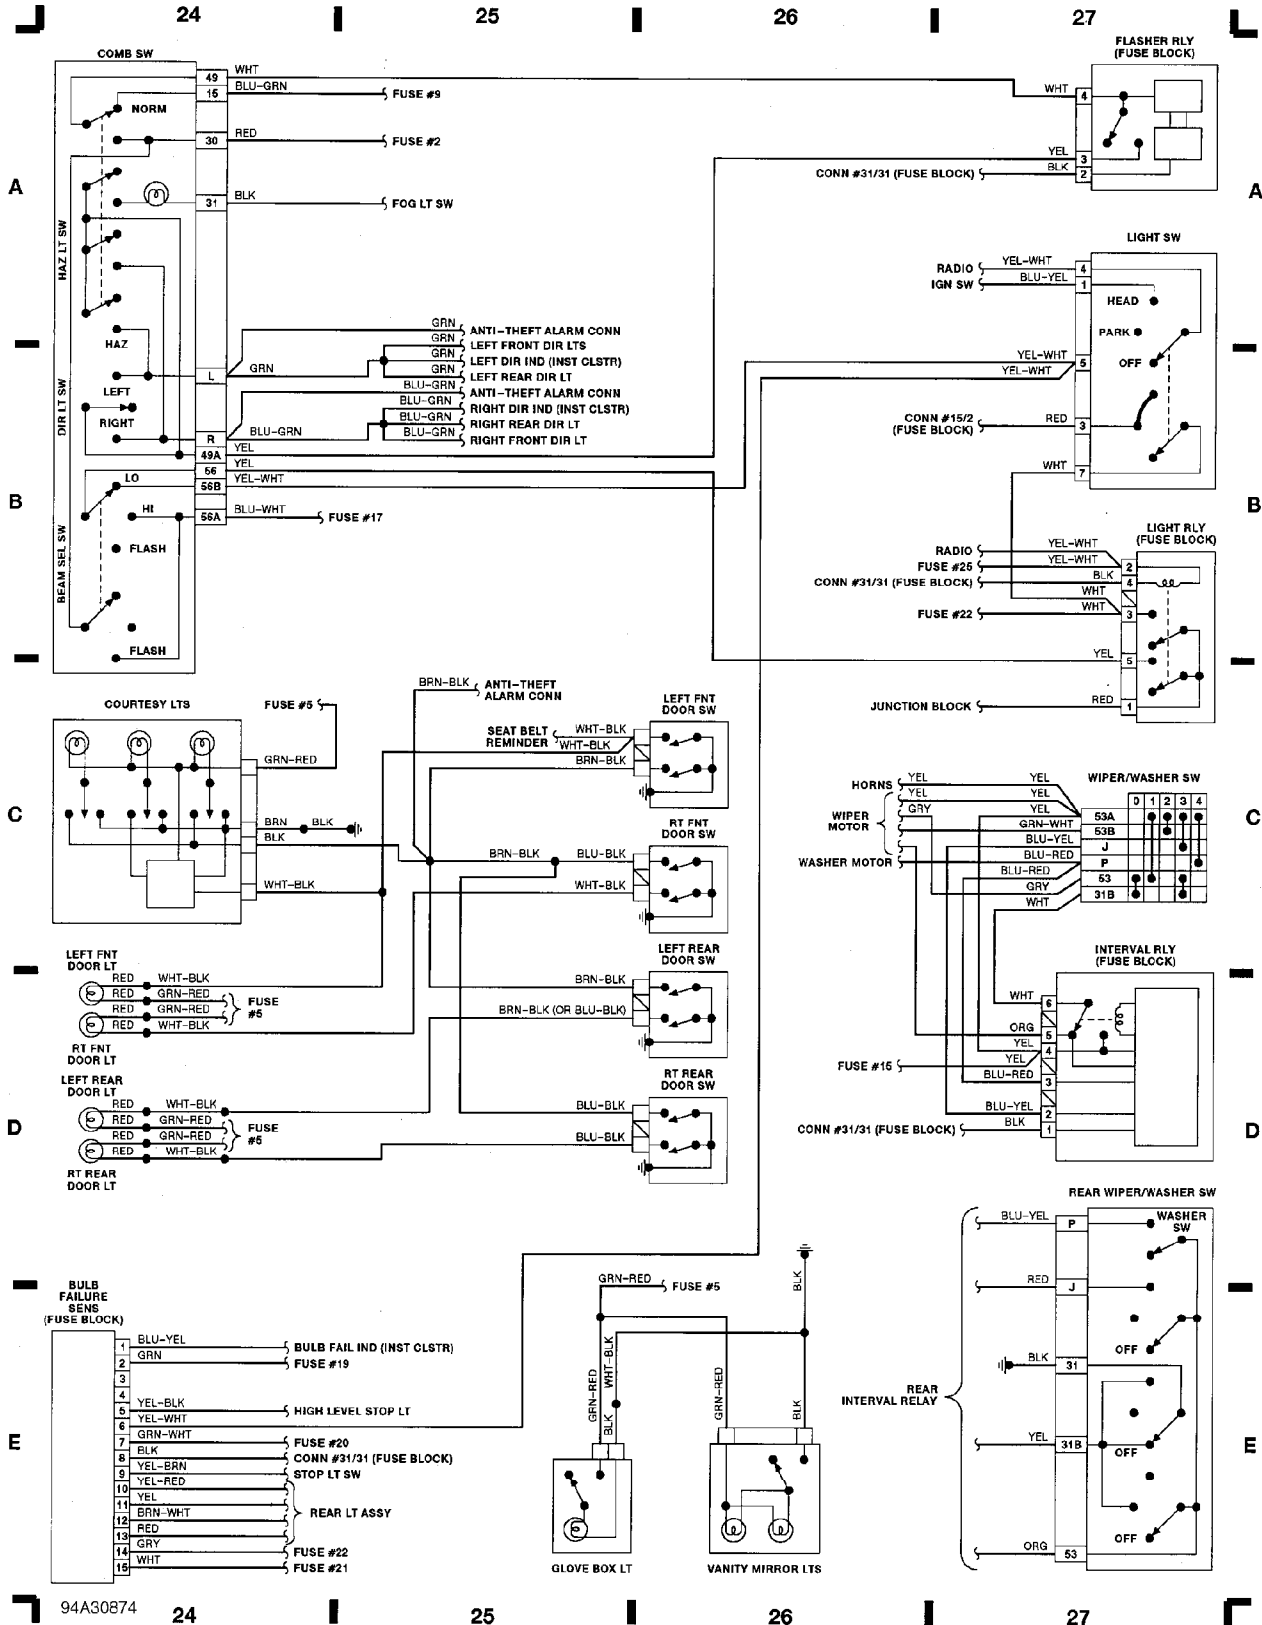 24 25 26 27
COMB SW
49 WHT
15 BLU-GRN FUSE #9
NORM
30 RED FUSE #2
A
31 BLK FOG LT SW
HAZ LT SW
HAZ
DIR LT SW
LEFT
RIGHT
L GRN
GRN ANTI-THEFT ALARM CONN
GRN LEFT FRONT DIR LTS
GRN LEFT DIR IND (INST CLSTR)
GRN LEFT REAR DIR LT
BLU-GRN ANTI-THEFT ALARM CONN
BLU-GRN RIGHT DIR IND (INST CLSTR)
BLU-GRN RIGHT REAR DIR LT
BLU-GRN RIGHT FRONT DIR LT
R BLU-GRN
49A YEL
56 YEL
56B YEL-WHT
56A BLU-WHT FUSE #17
B
BEAM SEL SW
LO
HI
FLASH
FLASH
FLASHER RLY
(FUSE BLOCK)
WHT 4
YEL 3
CONN #31/31 (FUSE BLOCK) BLK 2
A
LIGHT SW
RADIO YEL-WHT 4
IGN SW BLU-YEL 1
HEAD
PARK
OFF
YEL-WHT 5
YEL-WHT
CONN #15/2
(FUSE BLOCK)
RED 3
WHT 7
B
LIGHT RLY
(FUSE BLOCK)
RADIO YEL-WHT
FUSE #25 YEL-WHT 2
CONN #31/31 (FUSE BLOCK) BLK 4
WHT
FUSE #22 WHT 3
YEL 5
JUNCTION BLOCK RED 1
COURTESY LTS
FUSE #5
GRN-RED
BRN BLK
BLK
WHT-BLK
C
BRN-BLK ANTI-THEFT
ALARM CONN
SEAT BELT
REMINDER
WHT-BLK
WHT-BLK
BRN-BLK
LEFT FNT
DOOR SW
RT FNT
DOOR SW
BRN-BLK BLU-BLK
WHT-BLK
LEFT REAR
DOOR SW
BRN-BLK
BRN-BLK (OR BLU-BLK)
RT REAR
DOOR SW
BLU-BLK
BLU-BLK
LEFT FNT
DOOR LT
RED WHT-BLK
RED GRN-RED
RED GRN-RED
RED WHT-BLK
FUSE
#5
RT FNT
DOOR LT
LEFT REAR
DOOR LT
RED WHT-BLK
RED GRN-RED
RED GRN-RED
RED WHT-BLK
FUSE
#5
RT REAR
DOOR LT
D
WIPER/WASHER SW
0 1 2 3 4
HORNS YEL YEL
YEL YEL
WIPER
MOTOR
GRY YEL 53A
GRN-WHT 53B
BLU-YEL J
WASHER MOTOR BLU-RED P
BLU-RED 53
GRY 31B
WHT
C
INTERVAL RLY
(FUSE BLOCK)
WHT 6
ORG 5
YEL 4
FUSE #15 YEL
BLU-RED 3
BLU-YEL 2
CONN #31/31 (FUSE BLOCK) BLK 1
D
REAR WIPER/WASHER SW
BLU-YEL P
WASHER
SW
RED J
OFF
BLK 31
REAR
INTERVAL RELAY
YEL 31B
OFF
OFF
ORG 53
E
BULB
FAILURE
SENS
(FUSE BLOCK)
1 BLU-YEL BULB FAIL IND (INST CLSTR)
2 GRN FUSE #19
3
4
5 YEL-BLK HIGH LEVEL STOP LT
6 YEL-WHT
7 GRN-WHT FUSE #20
8 BLK CONN #31/31 (FUSE BLOCK)
9 YEL-BRN STOP LT SW
10 YEL-RED
11 YEL
12 BRN-WHT
13 RED
REAR LT ASSY
14 GRY FUSE #22
15 WHT FUSE #21
E
GRN-RED FUSE #5
BLK
GRN-RED
WHT-BLK
BLK
GRN-RED
BLK
GLOVE BOX LT
VANITY MIRROR LTS
94A30874
24 25 26 27